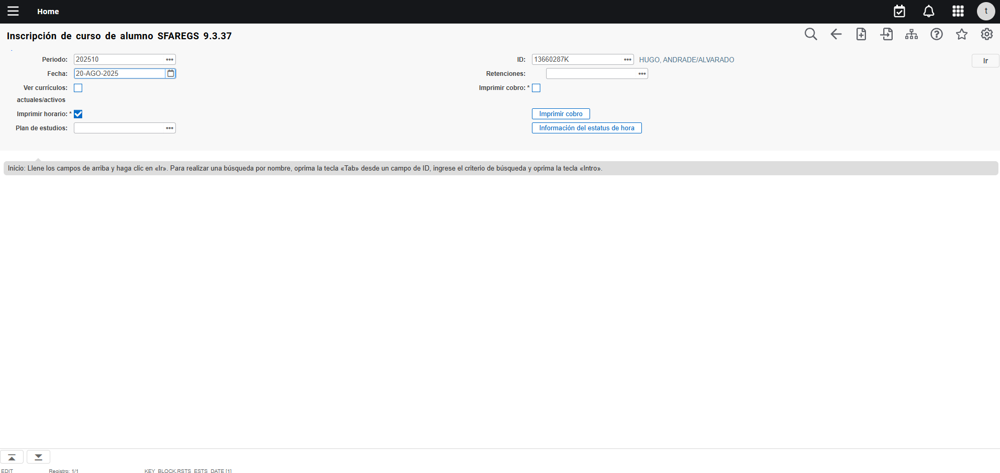 Home
t
Inscripción de curso de alumno SFAREGS 9.3.37
Periodo: 202510
ID: 13660287K HUGO, ANDRADE/ALVARADO
Ir
Fecha: 20-AGO-2025
Retenciones:
Ver currículos:
actuales/activos
Imprimir cobro: *
Imprimir horario: *
Imprimir cobro
Plan de estudios:
Información del estatus de hora
Inicio: Llene los campos de arriba y haga clic en «Ir». Para realizar una búsqueda por nombre, oprima la tecla «Tab» desde un campo de ID, ingrese el criterio de búsqueda y oprima la tecla «Intro».
EDIT Registro: 1/1 KEY_BLOCK.RSTS_ESTS_DATE [1]